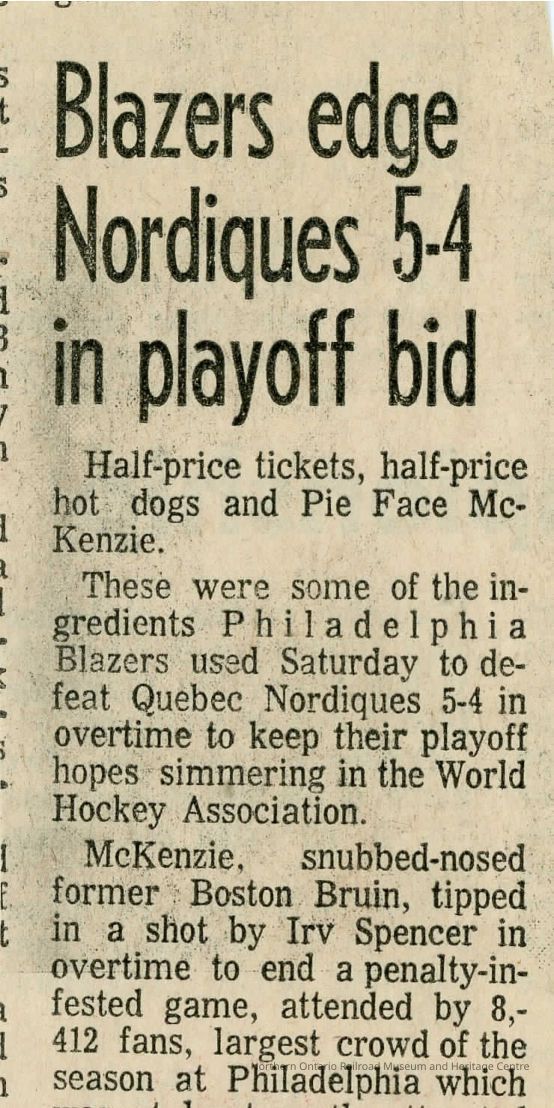 Blazers edge
Nordiques 5-4
in playoff bid
Half-price tickets, half-price
hot dogs and Pie Face Mc-
Kenzie.
These were some of the in-
gredients Philadelphia
Blazers used Saturday to de-
feat Quebec Nordiques 5-4 in
overtime to keep their playoff
hopes simmering in the World
Hockey Association.
McKenzie, snubbed-nosed
former Boston Bruin, tipped
in a shot by Irv Spencer in
overtime to end a penalty-in-
fested game, attended by 8,-
412 fans, largest crowd of the
Northern Ontario Railroad Museum and Heritage Centre
season at Philadelphia which